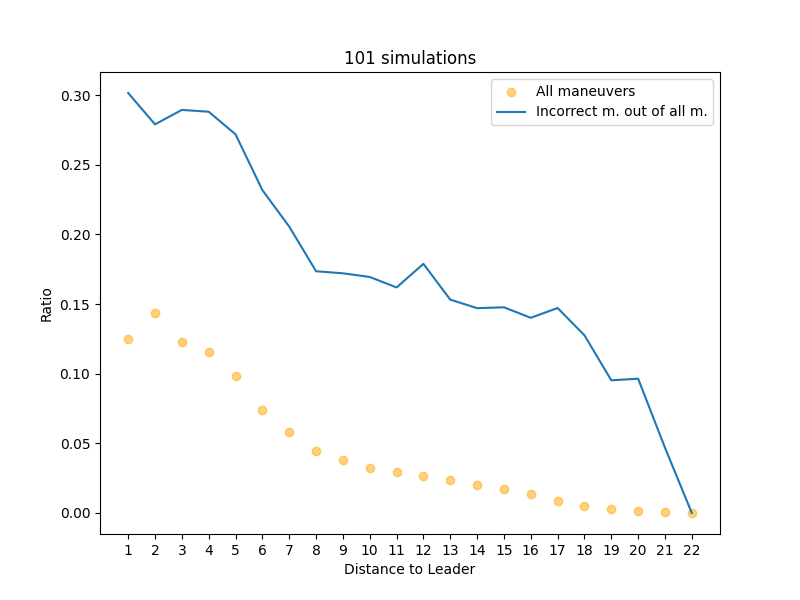 101 simulations
All maneuvers
Incorrect m. out of all m.
0.30
0.25
0.20
0.15
0.10
0.05
0.00
Ratio
1 2 3 4 5 6 7 8 9 10 11 12 13 14 15 16 17 18 19 20 21 22
Distance to Leader